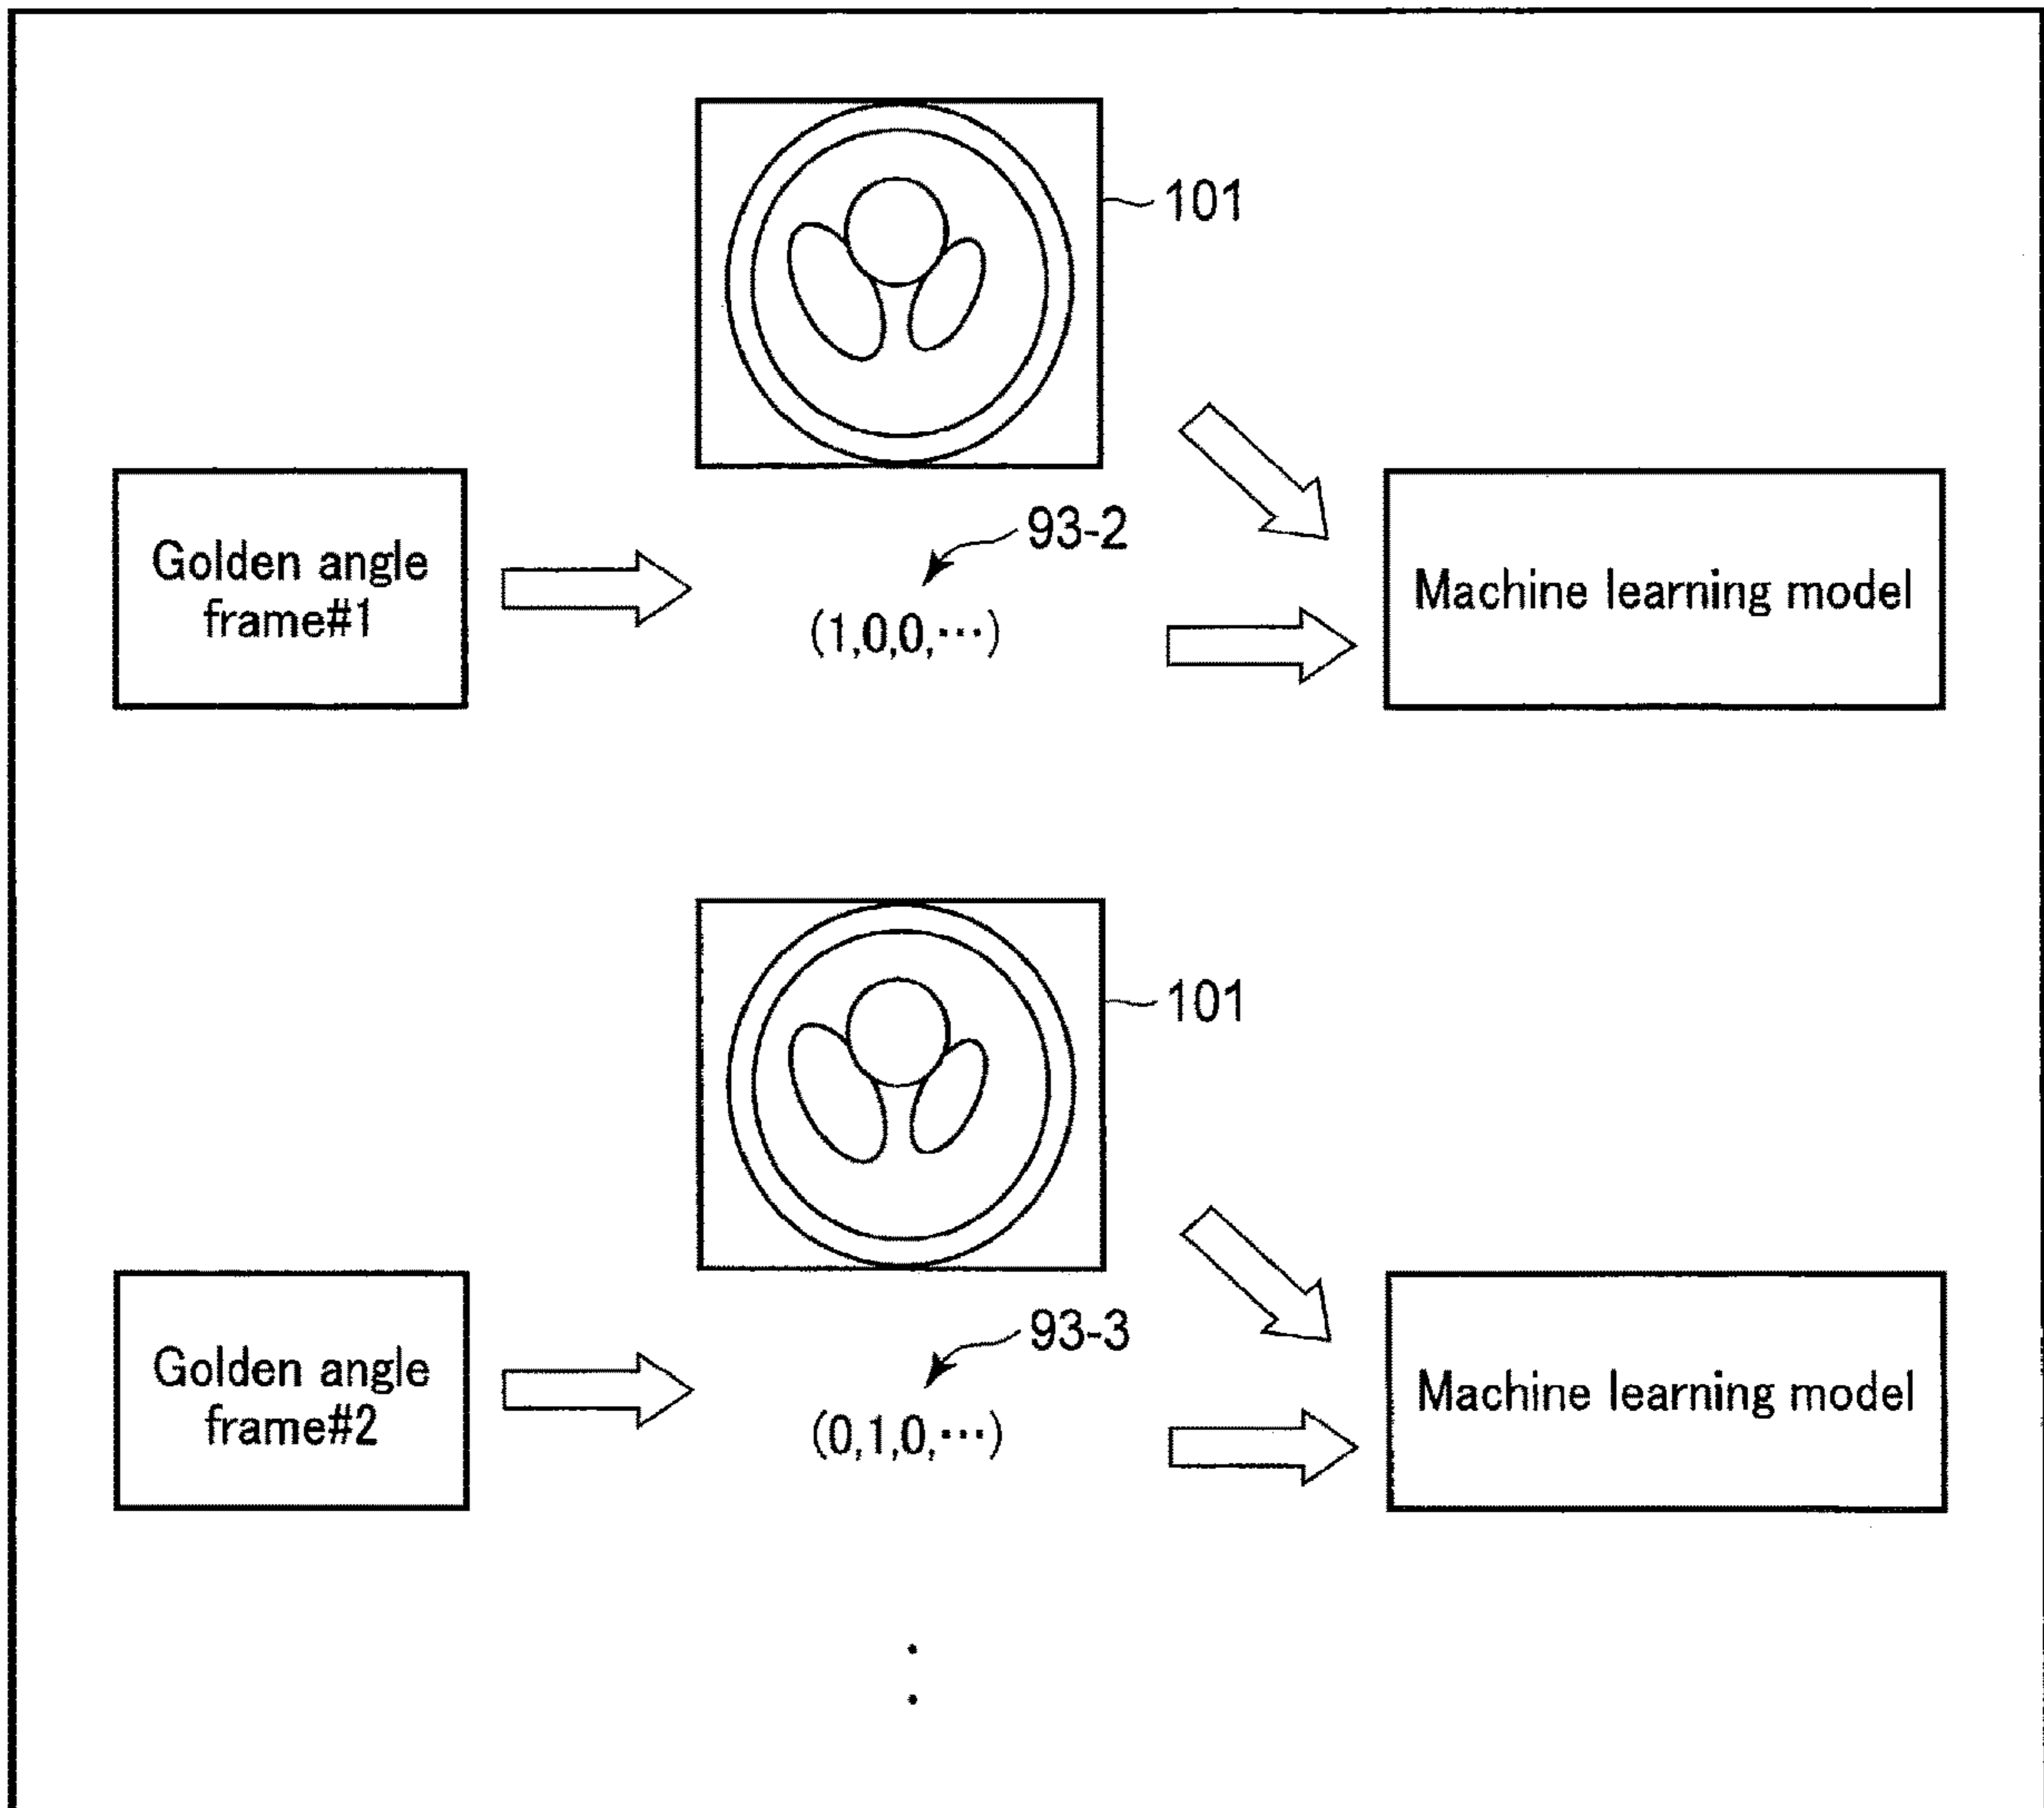 101
93-2
Golden angle
frame#1
(1,0,0,···)
Machine learning model
101
93-3
Golden angle
frame#2
(0,1,0,···)
Machine learning model